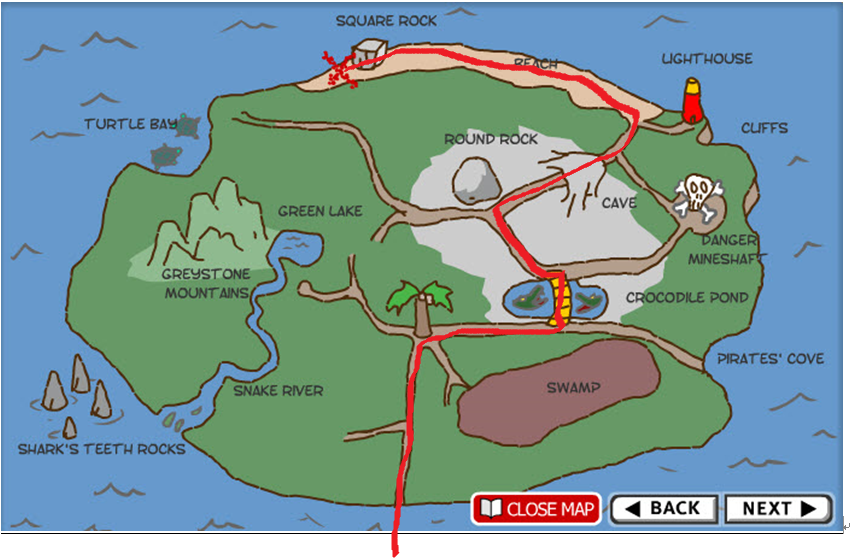 SQUARE ROCK
BEACH
LIGHTHOUSE
TURTLE BAY
CLIFFS
ROUND ROCK
CAVE
GREEN LAKE
DANGER
MINESHAFT
GREYSTONE
MOUNTAINS
CROCODILE POND
PIRATES' COVE
SNAKE RIVER
SWAMP
SHARK'S TEETH ROCKS
CLOSE MAP
BACK
NEXT